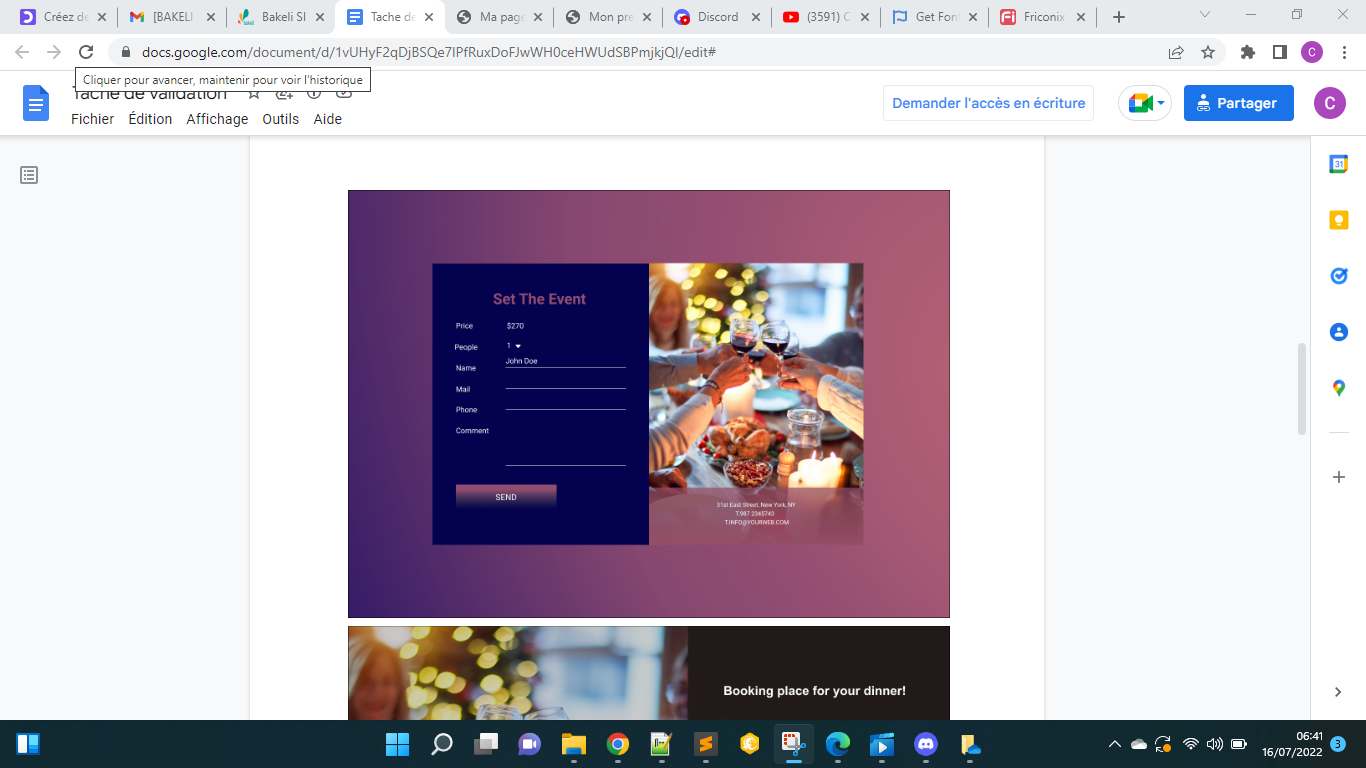 Créez de
[BAKELI
Bakeli SI
Tache de
Ma page
Mon pre
Discord
(3591) C
Get Fon
Friconix
docs.google.com/document/d/1vUHyF2qDjBSQe7lPfRuxDoFJwWH0ceHWUdSBPmjkjQI/edit#
Cliquer pour avancer, maintenir pour voir l'historique
Tache de validation
Demander l'accès en écriture
Partager
C
Fichier Édition Affichage Outils Aide
31
Set The Event
Price $270
People 1
Name John Doe
Mail
Phone
Comment
SEND
31st East Street, New York, NY
T.987 2345740
T.INFO@YOURWEB.COM
Booking place for your dinner!
06:41
16/07/2022
3